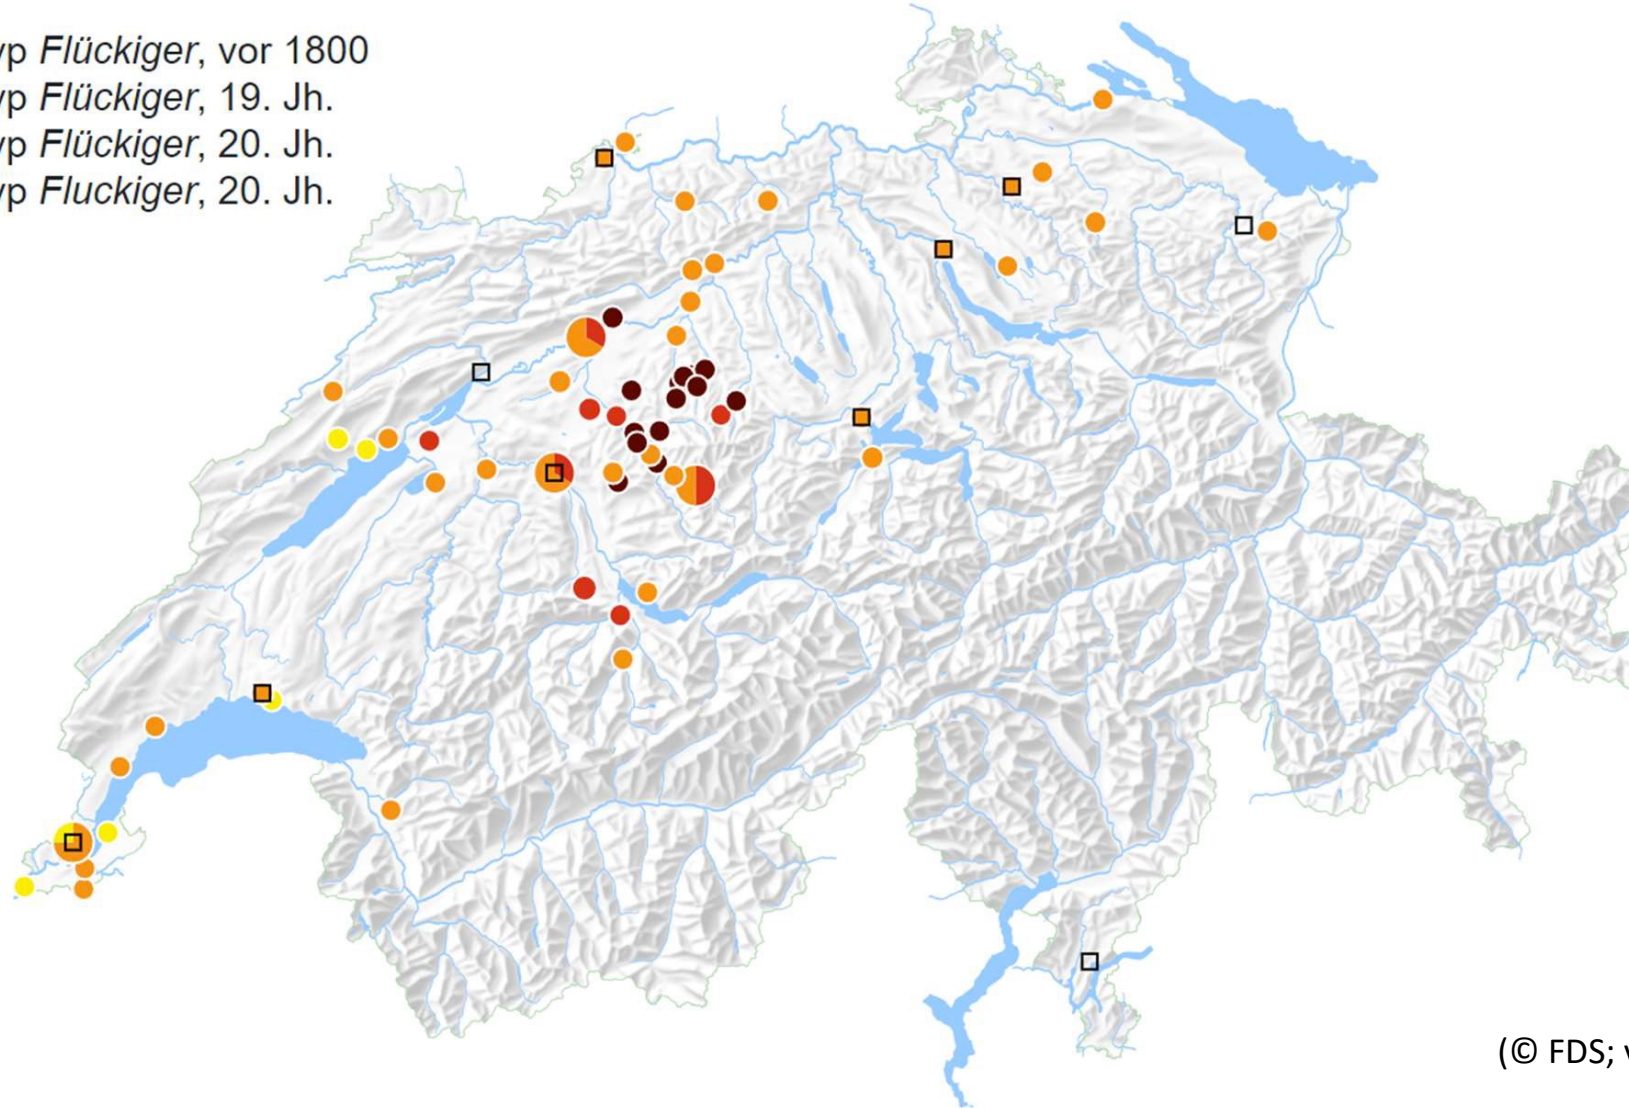 yp Flückiger, vor 1800
yp Flückiger, 19. Jh.
yp Flückiger, 20. Jh.
yp Fluckiger, 20. Jh.
(© FDS; v